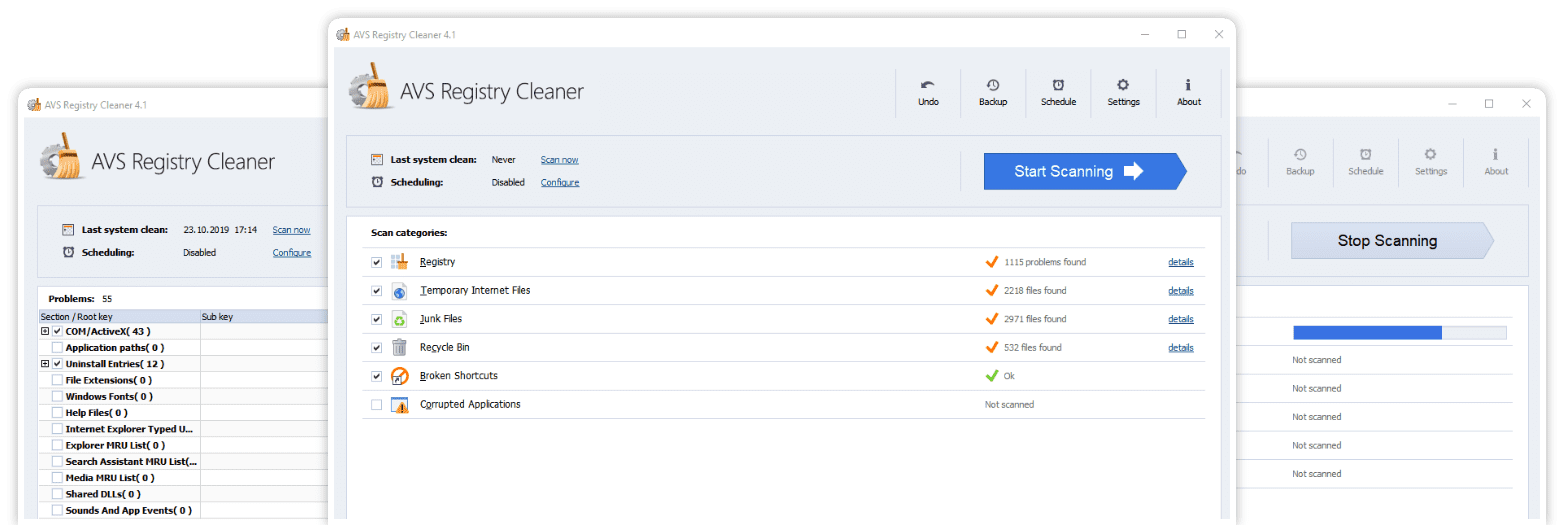 AVS Registry Cleaner 4.1
AVS Registry Cleaner
Last system clean: 23.10.2019 17:14 Scan now
Scheduling: Disabled Configure
Problems: 55
Section / Root key Sub key
COM/ActiveX( 43 )
Application paths( 0 )
Uninstall Entries( 12 )
File Extensions( 0 )
Windows Fonts( 0 )
Help Files( 0 )
Internet Explorer Typed U...
Explorer MRU List( 0 )
Search Assistant MRU List(...
Media MRU List( 0 )
Shared DLLs( 0 )
Sounds And App Events( 0 )
AVS Registry Cleaner 4.1
AVS Registry Cleaner
Undo Backup Schedule Settings About
Last system clean: Never Scan now
Scheduling: Disabled Configure
Start Scanning
Scan categories:
Registry 1115 problems found details
Temporary Internet Files 2218 files found details
Junk Files 2971 files found details
Recycle Bin 532 files found details
Broken Shortcuts Ok
Corrupted Applications Not scanned
do Backup Schedule Settings About
Stop Scanning
Not scanned
Not scanned
Not scanned
Not scanned
Not scanned